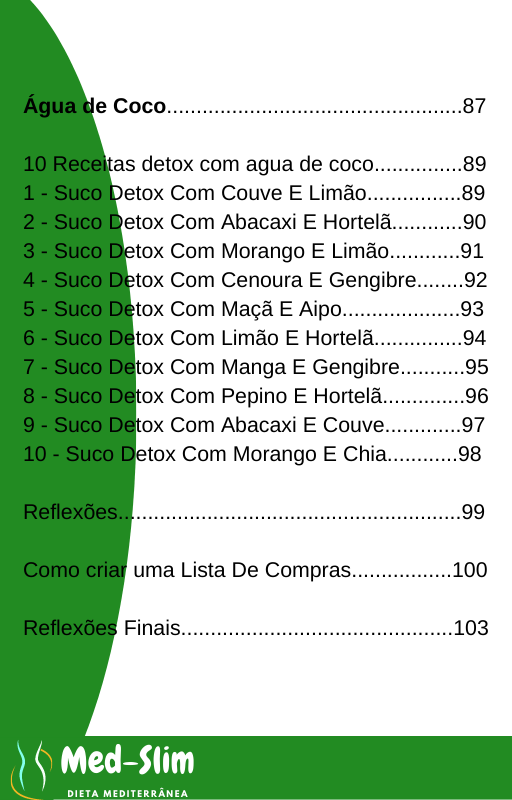 Água de Coco.................................................87
10 Receitas detox com agua de coco...............89
1 - Suco Detox Com Couve E Limão................89
2 - Suco Detox Com Abacaxi E Hortelã............90
3 - Suco Detox Com Morango E Limão............91
4 - Suco Detox Com Cenoura E Gengibre........92
5 - Suco Detox Com Maçã E Aipo....................93
6 - Suco Detox Com Limão E Hortelã...............94
7 - Suco Detox Com Manga E Gengibre...........95
8 - Suco Detox Com Pepino E Hortelã..............96
9 - Suco Detox Com Abacaxi E Couve.............97
10 - Suco Detox Com Morango E Chia............98
Reflexões..........................................................99
Como criar uma Lista De Compras.................100
Reflexões Finais..............................................103
Med-Slim
DIETA MEDITERRÂNEA